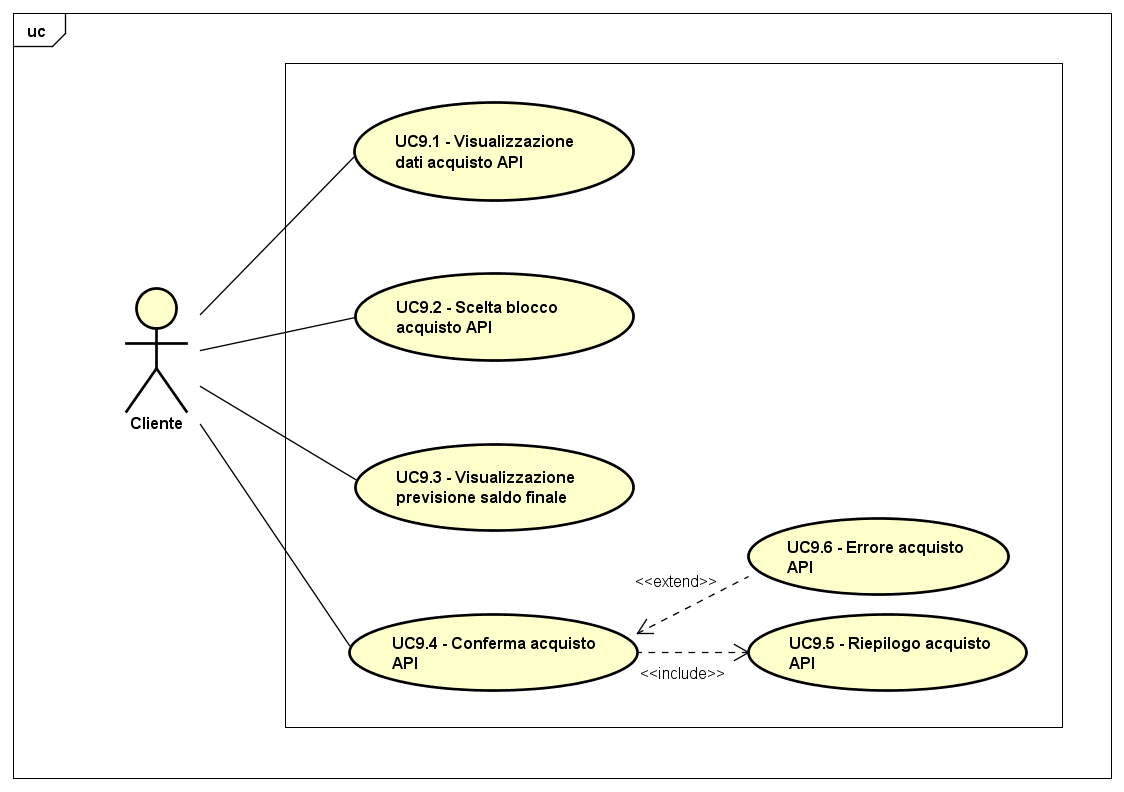 uc
UC9.1 - Visualizzazione
dati acquisto API
UC9.2 - Scelta blocco
acquisto API
Cliente
UC9.3 - Visualizzazione
previsione saldo finale
UC9.6 - Errore acquisto
API
<<extend>>
UC9.4 - Conferma acquisto
API
<<include>>
UC9.5 - Riepilogo acquisto
API